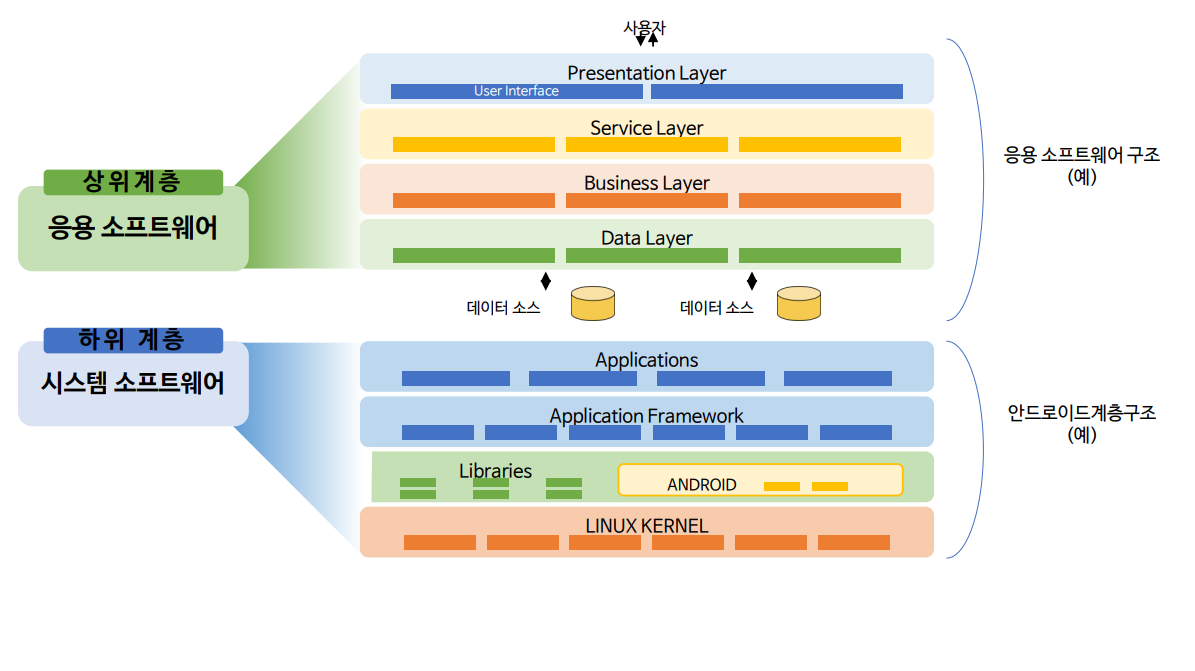 사용자
Presentation Layer
User Interface
Service Layer
Business Layer
Data Layer
데이터 소스
데이터 소스
응용 소프트웨어 구조
(예)
상위계층
응용 소프트웨어
하위 계층
시스템 소프트웨어
Applications
Application Framework
Libraries
ANDROID
LINUX KERNEL
안드로이드계층구조
(예)